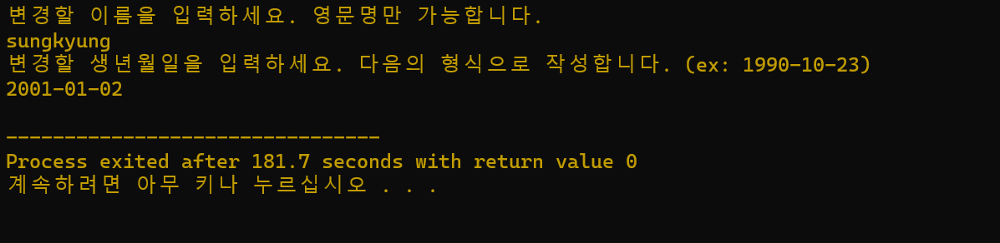 변경할 이름을 입력하세요. 영문명만 가능합니다.
sungkyung
변경할 생년월일을 입력하세요. 다음의 형식으로 작성합니다. (ex: 1990-10-23)
2001-01-02
--------------------------------
Process exited after 181.7 seconds with return value 0
계속하려면 아무 키나 누르십시오 . . .